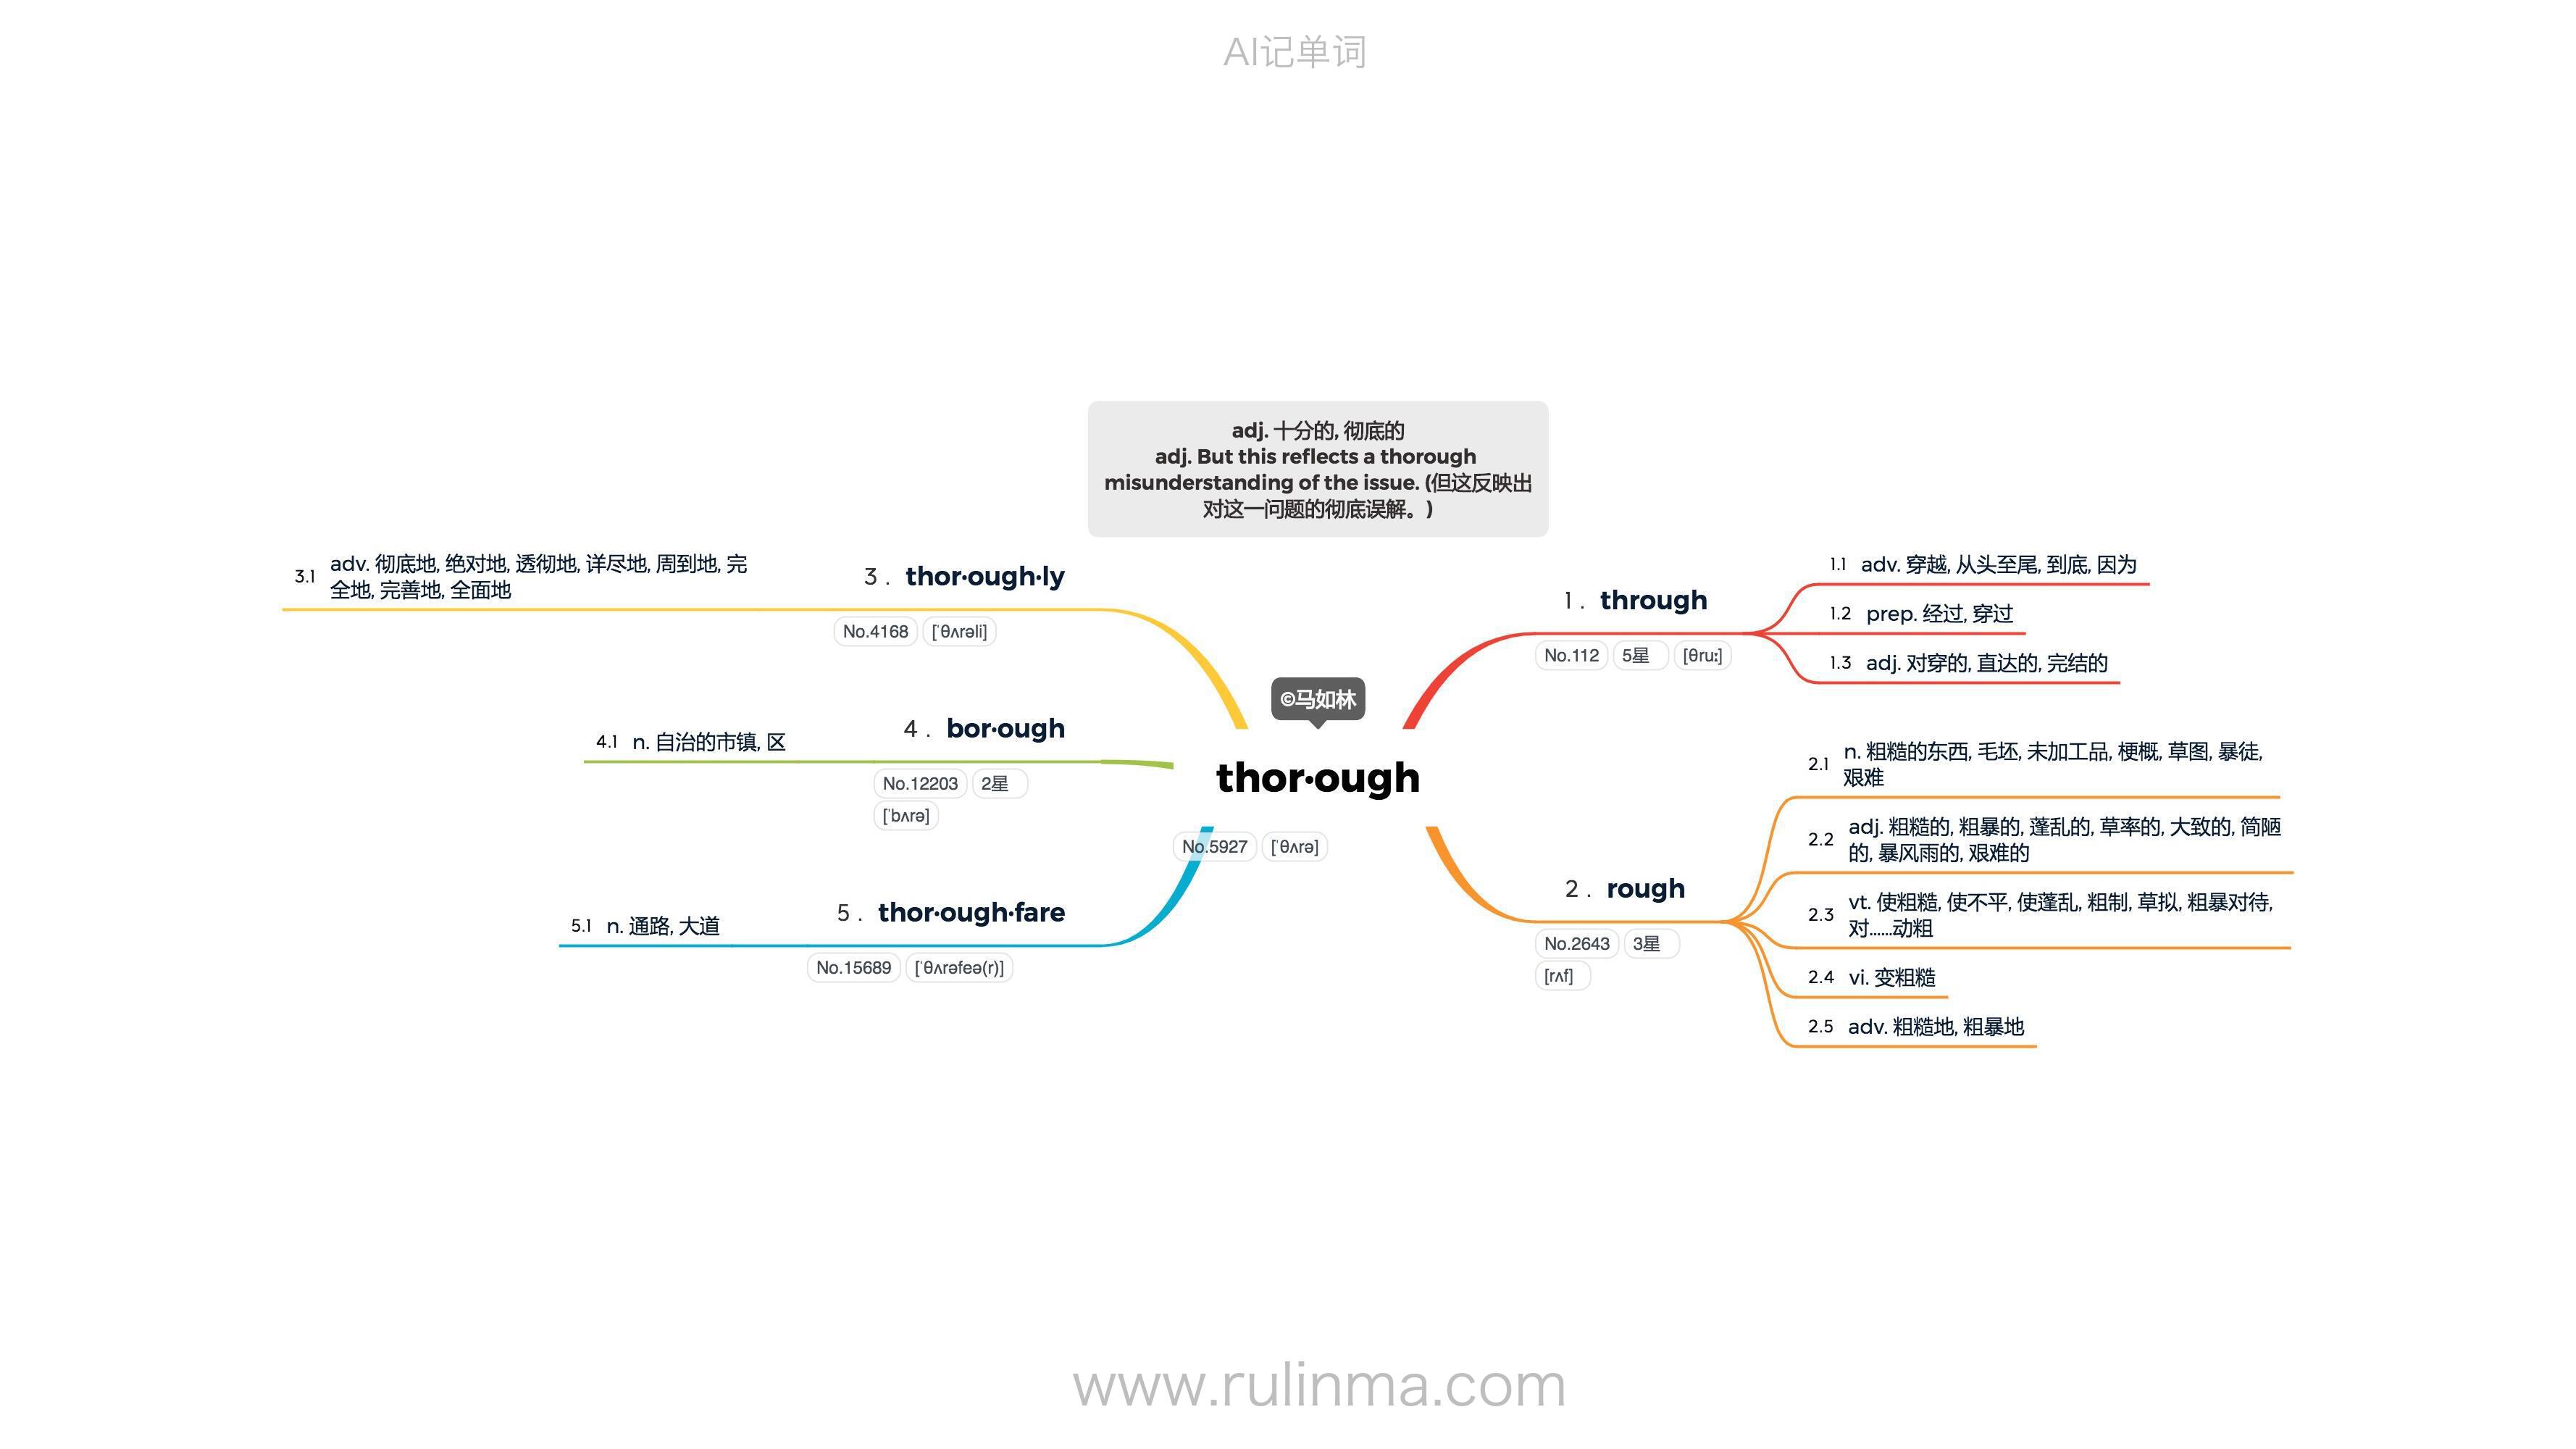 AI记单词
adj. 十分的, 彻底的
adj. But this reflects a thorough
misunderstanding of the issue. (但这反映出
对这一问题的彻底误解。)
©马如林
thor·ough
No.5927 [ˈθʌrə]
1 . through
No.112 5星 [θruː]
1.1 adv. 穿越, 从头至尾, 到底, 因为
1.2 prep. 经过, 穿过
1.3 adj. 对穿的, 直达的, 完结的
2 . rough
No.2643 3星
[rʌf]
2.1 n. 粗糙的东西, 毛坯, 未加工品, 梗概, 草图, 暴徒,
艰难
2.2 adj. 粗糙的, 粗暴的, 蓬乱的, 草率的, 大致的, 简陋
的, 暴风雨的, 艰难的
2.3 vt. 使粗糙, 使不平, 使蓬乱, 粗制, 草拟, 粗暴对待,
对……动粗
2.4 vi. 变粗糙
2.5 adv. 粗糙地, 粗暴地
3 . thor·ough·ly
No.4168 [ˈθʌrəli]
3.1 adv. 彻底地, 绝对地, 透彻地, 详尽地, 周到地, 完
全地, 完善地, 全面地
4 . bor·ough
No.12203 2星
[ˈbʌrə]
4.1 n. 自治的市镇, 区
5 . thor·ough·fare
No.15689 [ˈθʌrəfeə(r)]
5.1 n. 通路, 大道
www.rulinma.com